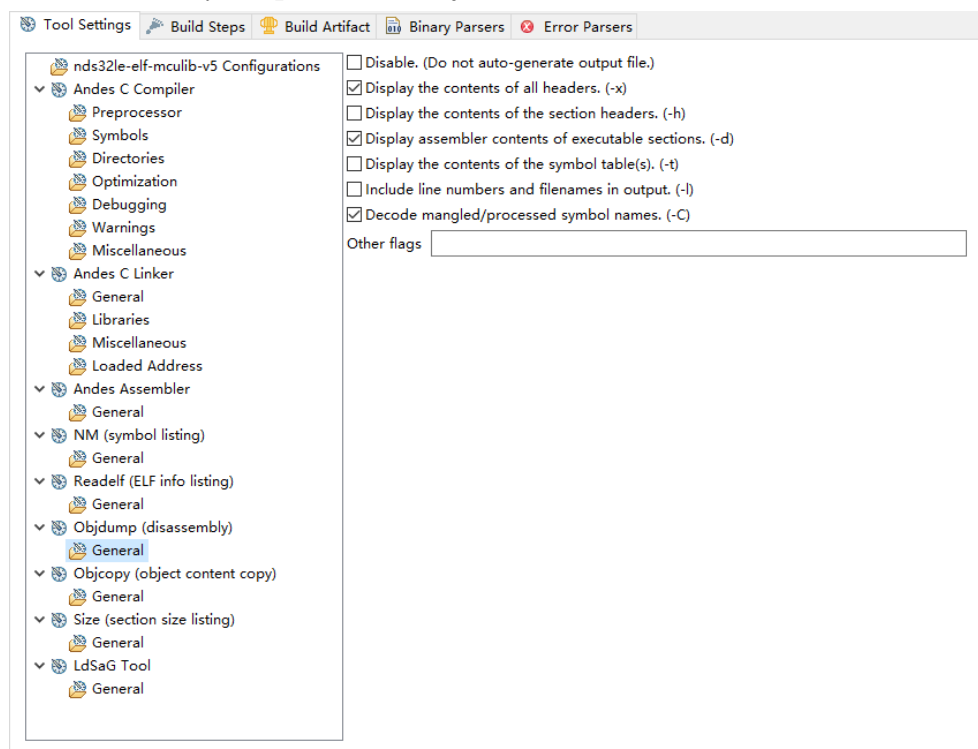 Tool Settings Build Steps Build Artifact Binary Parsers Error Parsers
nds32le-elf-mculib-v5 Configurations
Andes C Compiler
Preprocessor
Symbols
Directories
Optimization
Debugging
Warnings
Miscellaneous
Andes C Linker
General
Libraries
Miscellaneous
Loaded Address
Andes Assembler
General
NM (symbol listing)
General
Readelf (ELF info listing)
General
Objdump (disassembly)
General
Objcopy (object content copy)
General
Size (section size listing)
General
LdSaG Tool
General
Disable. (Do not auto-generate output file.)
Display the contents of all headers. (-x)
Display the contents of the section headers. (-h)
Display assembler contents of executable sections. (-d)
Display the contents of the symbol table(s). (-t)
Include line numbers and filenames in output. (-l)
Decode mangled/processed symbol names. (-C)
Other flags